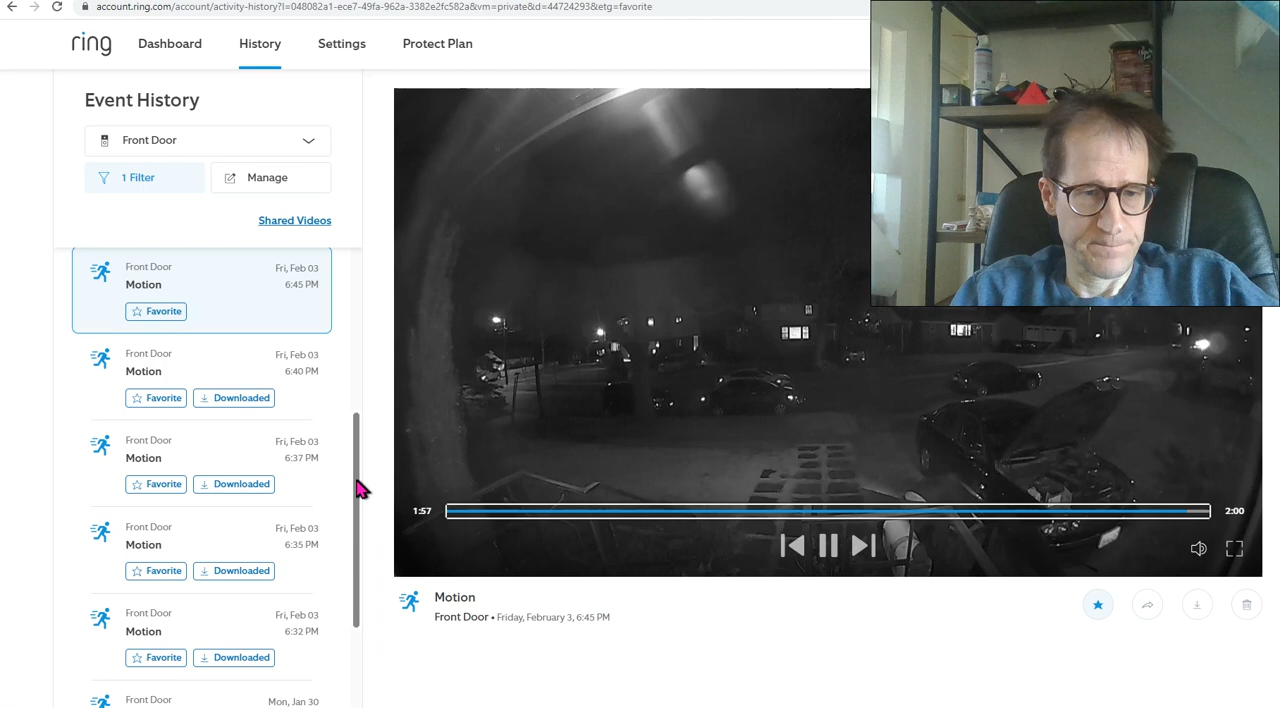 account.ring.com/account/activity-history?l=048082a1-ece7-49fa-962a-3382e2fc582a&vm=private&d=44724293&etg=favorite
ring
Dashboard
History
Settings
Protect Plan
Event History
Front Door
1 Filter
Manage
Shared Videos
Front Door
Fri, Feb 03
Motion
6:45 PM
Favorite
Front Door
Fri, Feb 03
Motion
6:40 PM
Favorite
Downloaded
Front Door
Fri, Feb 03
Motion
6:37 PM
Favorite
Downloaded
Front Door
Fri, Feb 03
Motion
6:35 PM
Favorite
Downloaded
Front Door
Fri, Feb 03
Motion
6:32 PM
Favorite
Downloaded
Front Door
Mon, Jan 30
1:57
2:00
Motion
Front Door • Friday, February 3, 6:45 PM